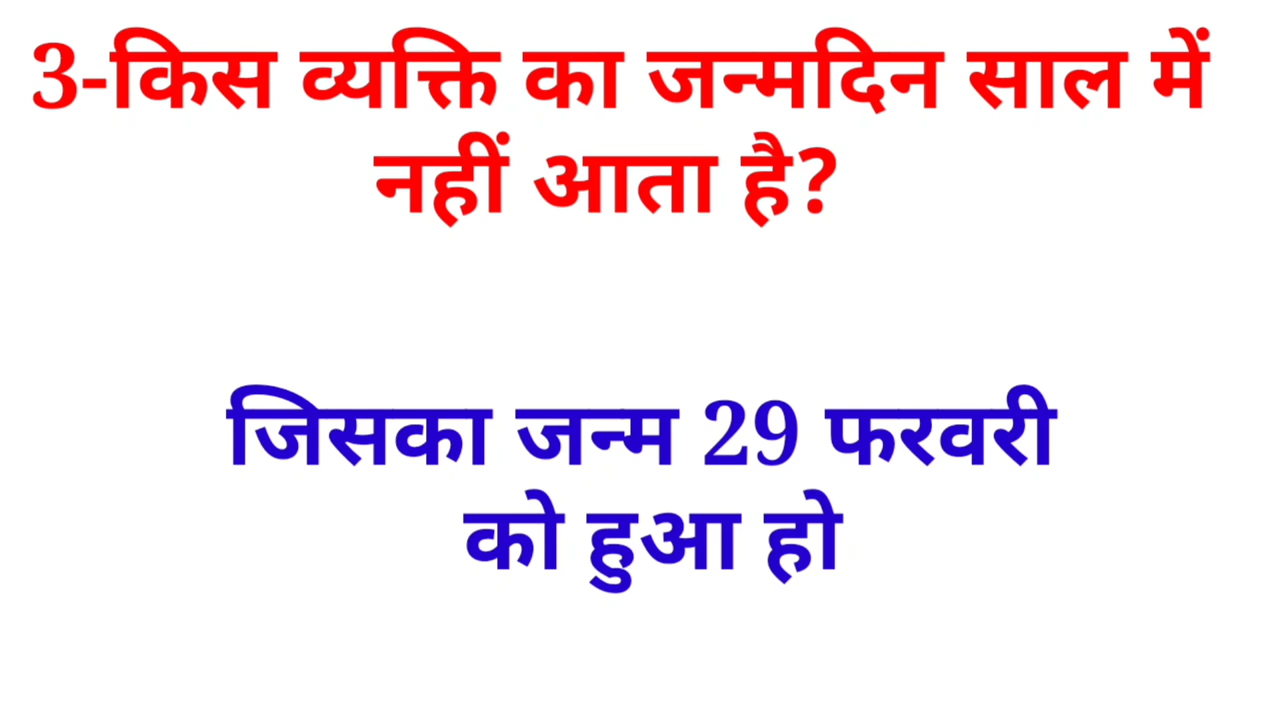 3-किस व्यक्ति का जन्मदिन साल में
नहीं आता है?
जिसका जन्म 29 फरवरी
को हुआ हो